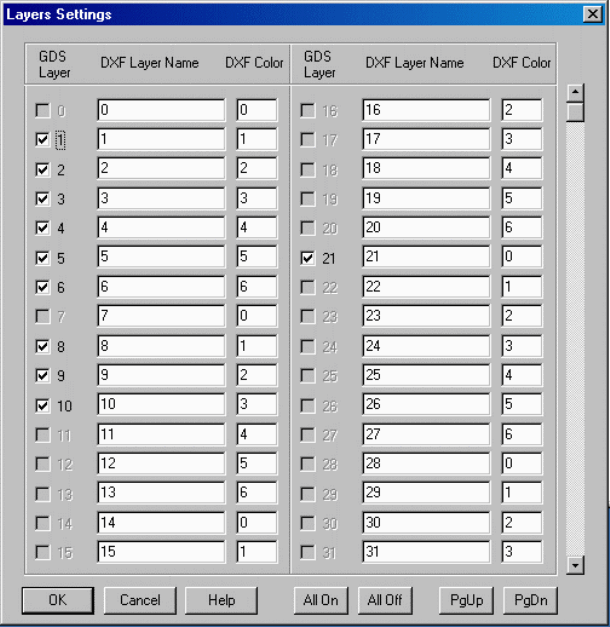 Layers Settings
GDS Layer DXF Layer Name DXF Color GDS Layer DXF Layer Name DXF Color
0 0 0 16 16 2
1 1 1 17 17 3
2 2 2 18 18 4
3 3 3 19 19 5
4 4 4 20 20 6
5 5 5 21 21 0
6 6 6 22 22 1
7 7 0 23 23 2
8 8 1 24 24 3
9 9 2 25 25 4
10 10 3 26 26 5
11 11 4 27 27 6
12 12 5 28 28 0
13 13 6 29 29 1
14 14 0 30 30 2
15 15 1 31 31 3
OK Cancel Help All On All Off PgUp PgDn